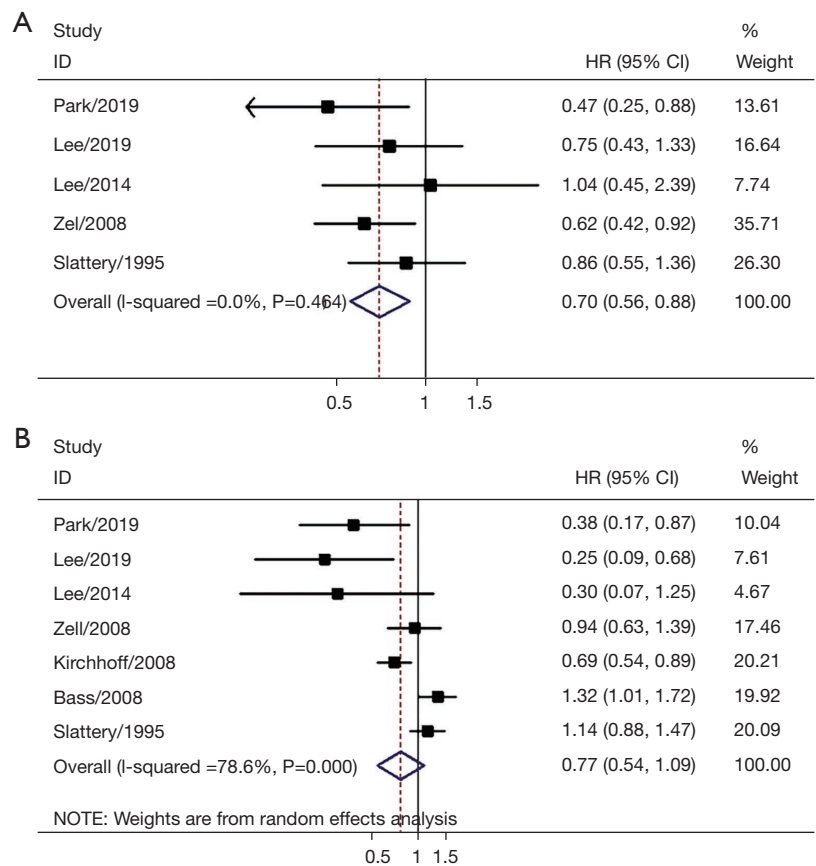 A
Study %
ID HR (95% CI) Weight
Park/2019 0.47 (0.25, 0.88) 13.61
Lee/2019 0.75 (0.43, 1.33) 16.64
Lee/2014 1.04 (0.45, 2.39) 7.74
Zel/2008 0.62 (0.42, 0.92) 35.71
Slattery/1995 0.86 (0.55, 1.36) 26.30
Overall (I-squared =0.0%, P=0.464) 0.70 (0.56, 0.88) 100.00
0.5 1 1.5
B
Study %
ID HR (95% CI) Weight
Park/2019 0.38 (0.17, 0.87) 10.04
Lee/2019 0.25 (0.09, 0.68) 7.61
Lee/2014 0.30 (0.07, 1.25) 4.67
Zell/2008 0.94 (0.63, 1.39) 17.46
Kirchhoff/2008 0.69 (0.54, 0.89) 20.21
Bass/2008 1.32 (1.01, 1.72) 19.92
Slattery/1995 1.14 (0.88, 1.47) 20.09
Overall (I-squared =78.6%, P=0.000) 0.77 (0.54, 1.09) 100.00
NOTE: Weights are from random effects analysis
0.5 1 1.5